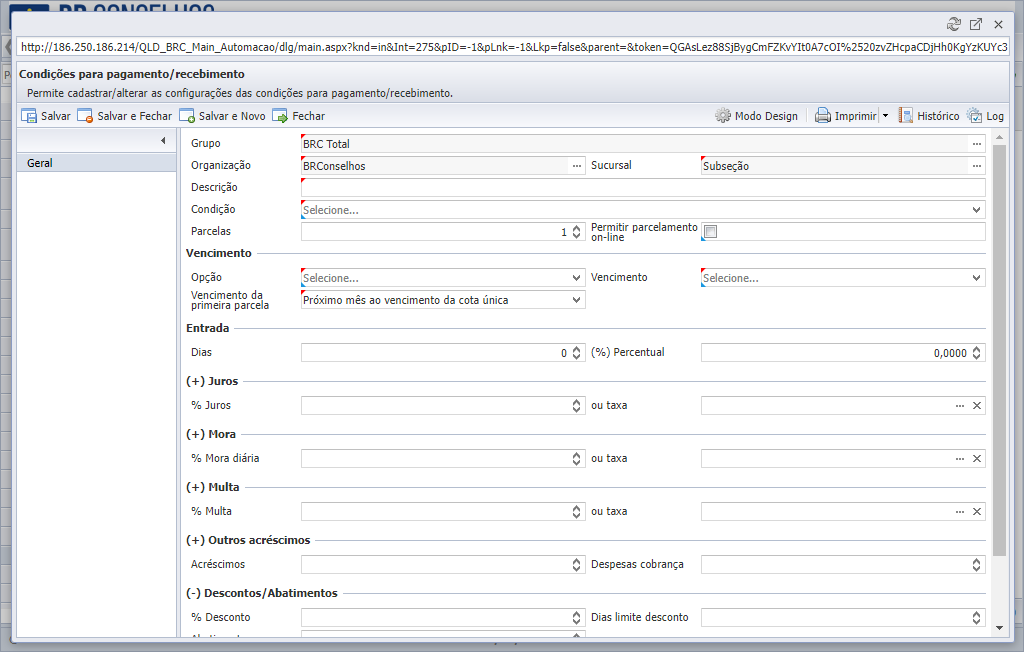 BR CONSELHOS
http://186.250.186.214/QLD_BRC_Main_Automacao/dlg/main.aspx?knd=in&Int=275&pID=-1&pLnk=-1&Lkp=false&parent=&token=QGAsLez88SjBygCmFZKvYIt0A7cOI%2520zvZHcpaCDjHh0KgYzKUYc3
Condições para pagamento/recebimento
Permite cadastrar/alterar as configurações das condições para pagamento/recebimento.
Salvar Salvar e Fechar Salvar e Novo Fechar Modo Design Imprimir Histórico Log
Geral
Grupo BRC Total
Organização BRConselhos Sucursal Subseção
Descrição
Condição Selecione...
Parcelas 1 Permitir parcelamento
on-line
Vencimento
Opção Selecione... Vencimento Selecione...
Vencimento da
primeira parcela Próximo mês ao vencimento da cota única
Entrada
Dias 0 (%) Percentual 0,0000
(+) Juros
% Juros ou taxa
(+) Mora
% Mora diária ou taxa
(+) Multa
% Multa ou taxa
(+) Outros acréscimos
Acréscimos Despesas cobrança
(-) Descontos/Abatimentos
% Desconto Dias limite desconto